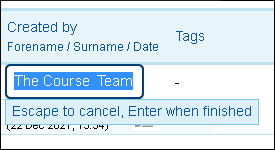 Created by
Forename / Surname / Date
Tags
The Course Team
-
Escape to cancel, Enter when finished
(22 Dec 2021, 15:54)